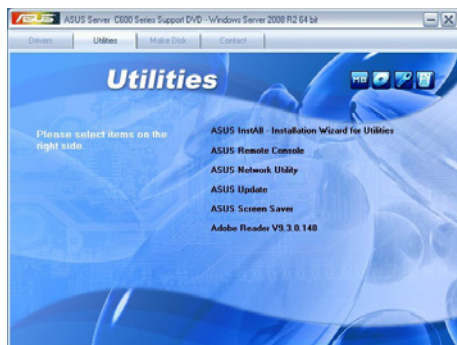 ASUS Server C600 Series Support DVD - Windows Server 2008 R2 64 bit
Drivers
Utilities
Make Disk
Contact
Utilities
Please select items on the
right side.
ASUS InstAll - Installation Wizard for Utilities
ASUS Remote Console
ASUS Network Utility
ASUS Update
ASUS Screen Saver
Adobe Reader V9.3.0.148